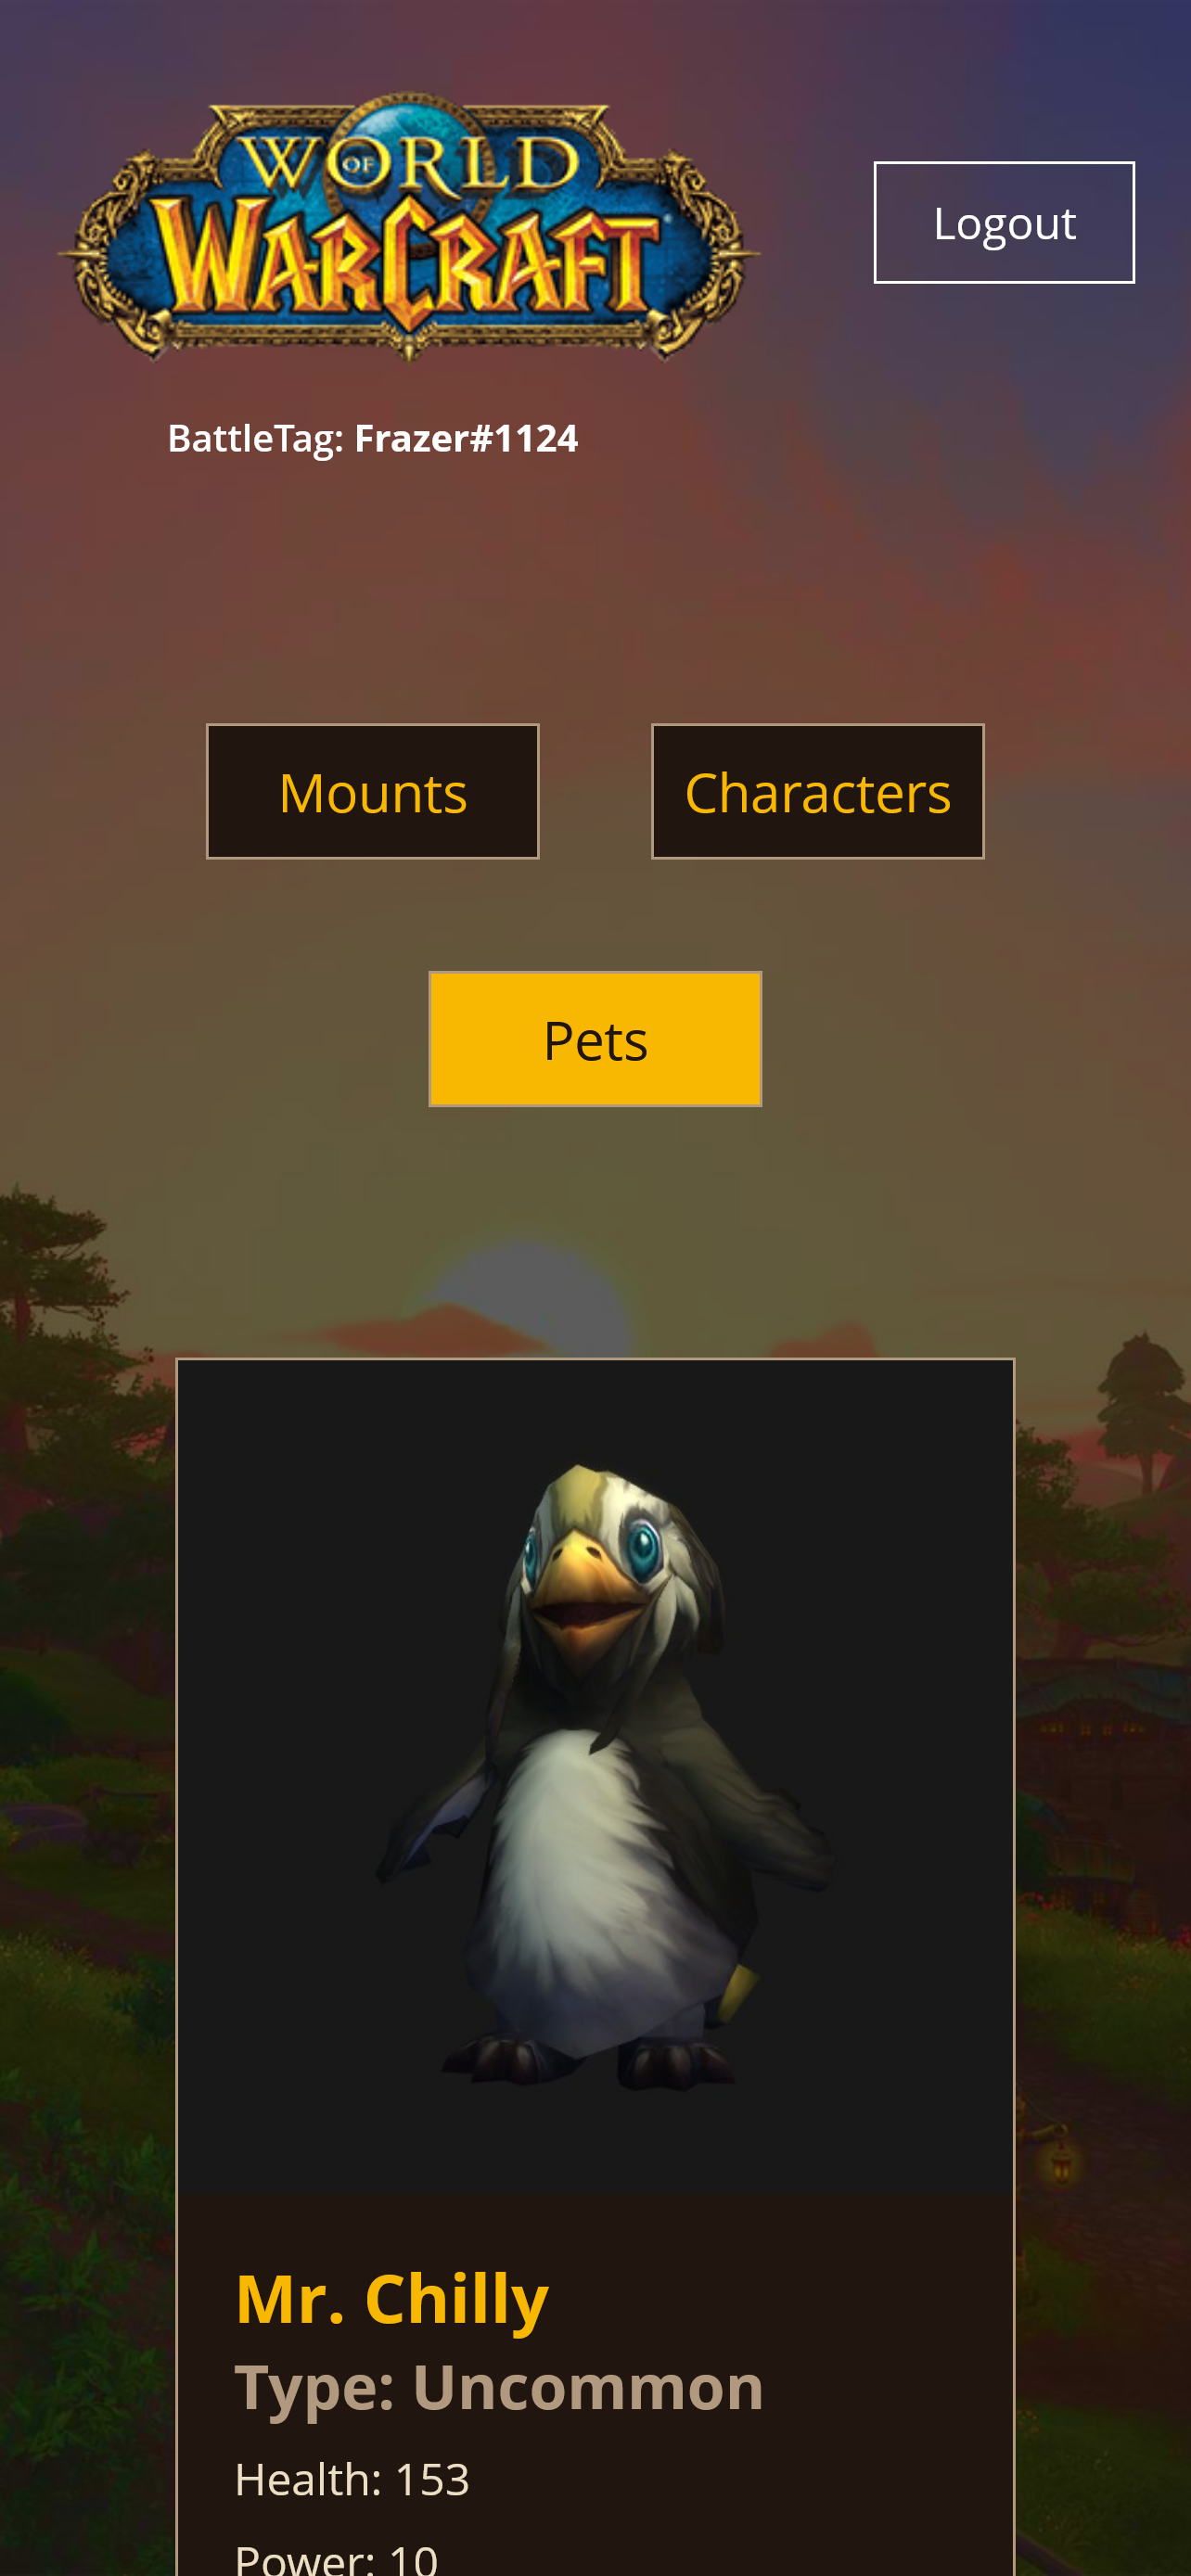 WORLD
OF
WARCRAFT
Logout
BattleTag: Frazer#1124
Mounts
Characters
Pets
Mr. Chilly
Type: Uncommon
Health: 153
Power: 10